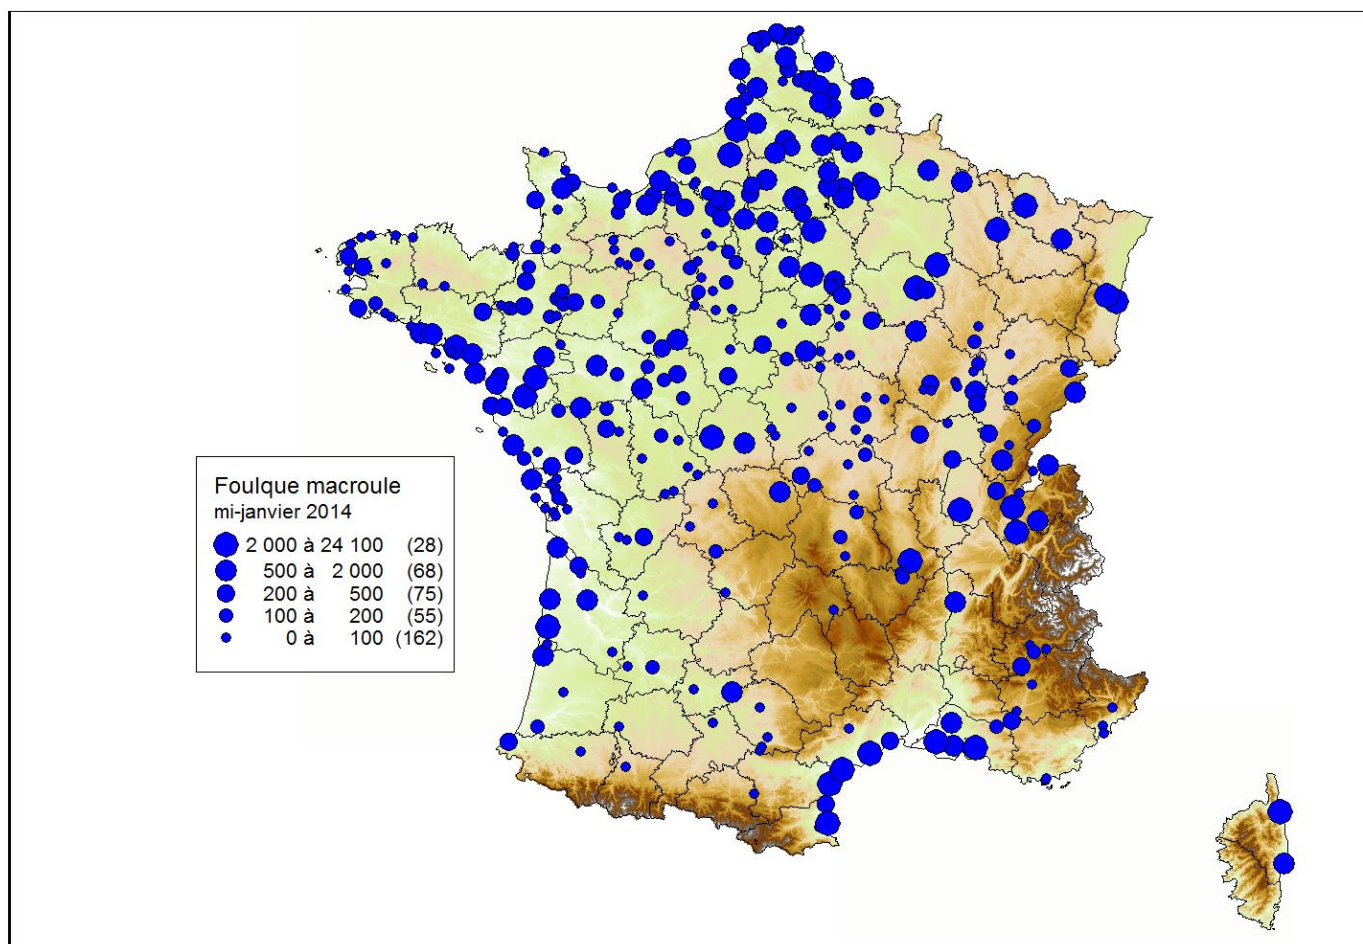 Foulque macroule
mi-janvier 2014
2 000 à 24 100 (28)
500 à 2 000 (68)
200 à 500 (75)
100 à 200 (55)
0 à 100 (162)